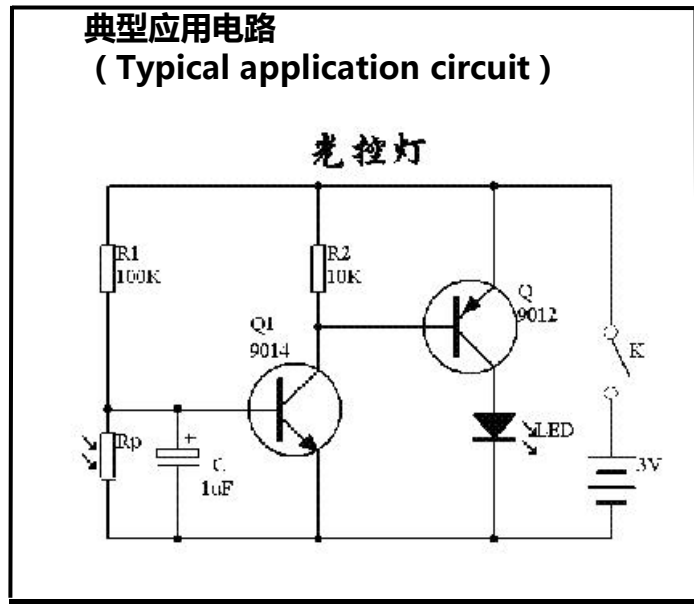 典型应用电路
（Typical application circuit）
光控灯
R1
100K
R2
10K
Q1
9014
Q
9012
K
Rp
+
C
1uF
LED
3V